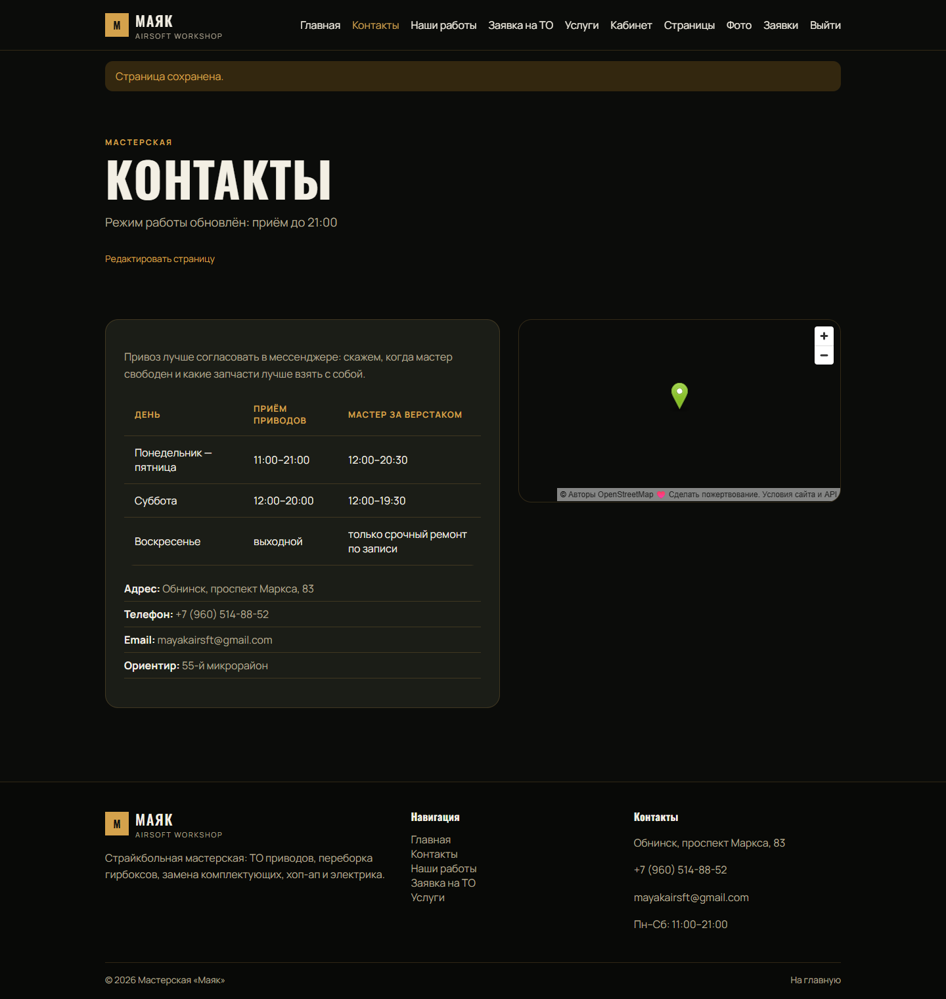 М
МАЯК
AIRSOFT WORKSHOP
Главная Контакты Наши работы Заявка на ТО Услуги Кабинет Страницы Фото Заявки Выйти
Страница сохранена.
МАСТЕРСКАЯ
КОНТАКТЫ
Режим работы обновлён: приём до 21:00
Редактировать страницу
Привоз лучше согласовать в мессенджере: скажем, когда мастер
свободен и какие запчасти лучше взять с собой.
ДЕНЬ
ПРИЁМ
ПРИВОДОВ
МАСТЕР ЗА ВЕРСТАКОМ
Понедельник —
пятница
11:00–21:00
12:00–20:30
Суббота
12:00–20:00
12:00–19:30
Воскресенье
выходной
только срочный ремонт
по записи
Адрес: Обнинск, проспект Маркса, 83
Телефон: +7 (960) 514-88-52
Email: mayakairsft@gmail.com
Ориентир: 55-й микрорайон
+
−
© Авторы OpenStreetMap ♥ Сделать пожертвование. Условия сайта и API
М
МАЯК
AIRSOFT WORKSHOP
Страйкбольная мастерская: ТО приводов, переборка
гирбоксов, замена комплектующих, хоп-ап и электрика.
Навигация
Главная
Контакты
Наши работы
Заявка на ТО
Услуги
Контакты
Обнинск, проспект Маркса, 83
+7 (960) 514-88-52
mayakairsft@gmail.com
Пн–Сб: 11:00–21:00
© 2026 Мастерская «Маяк»
На главную